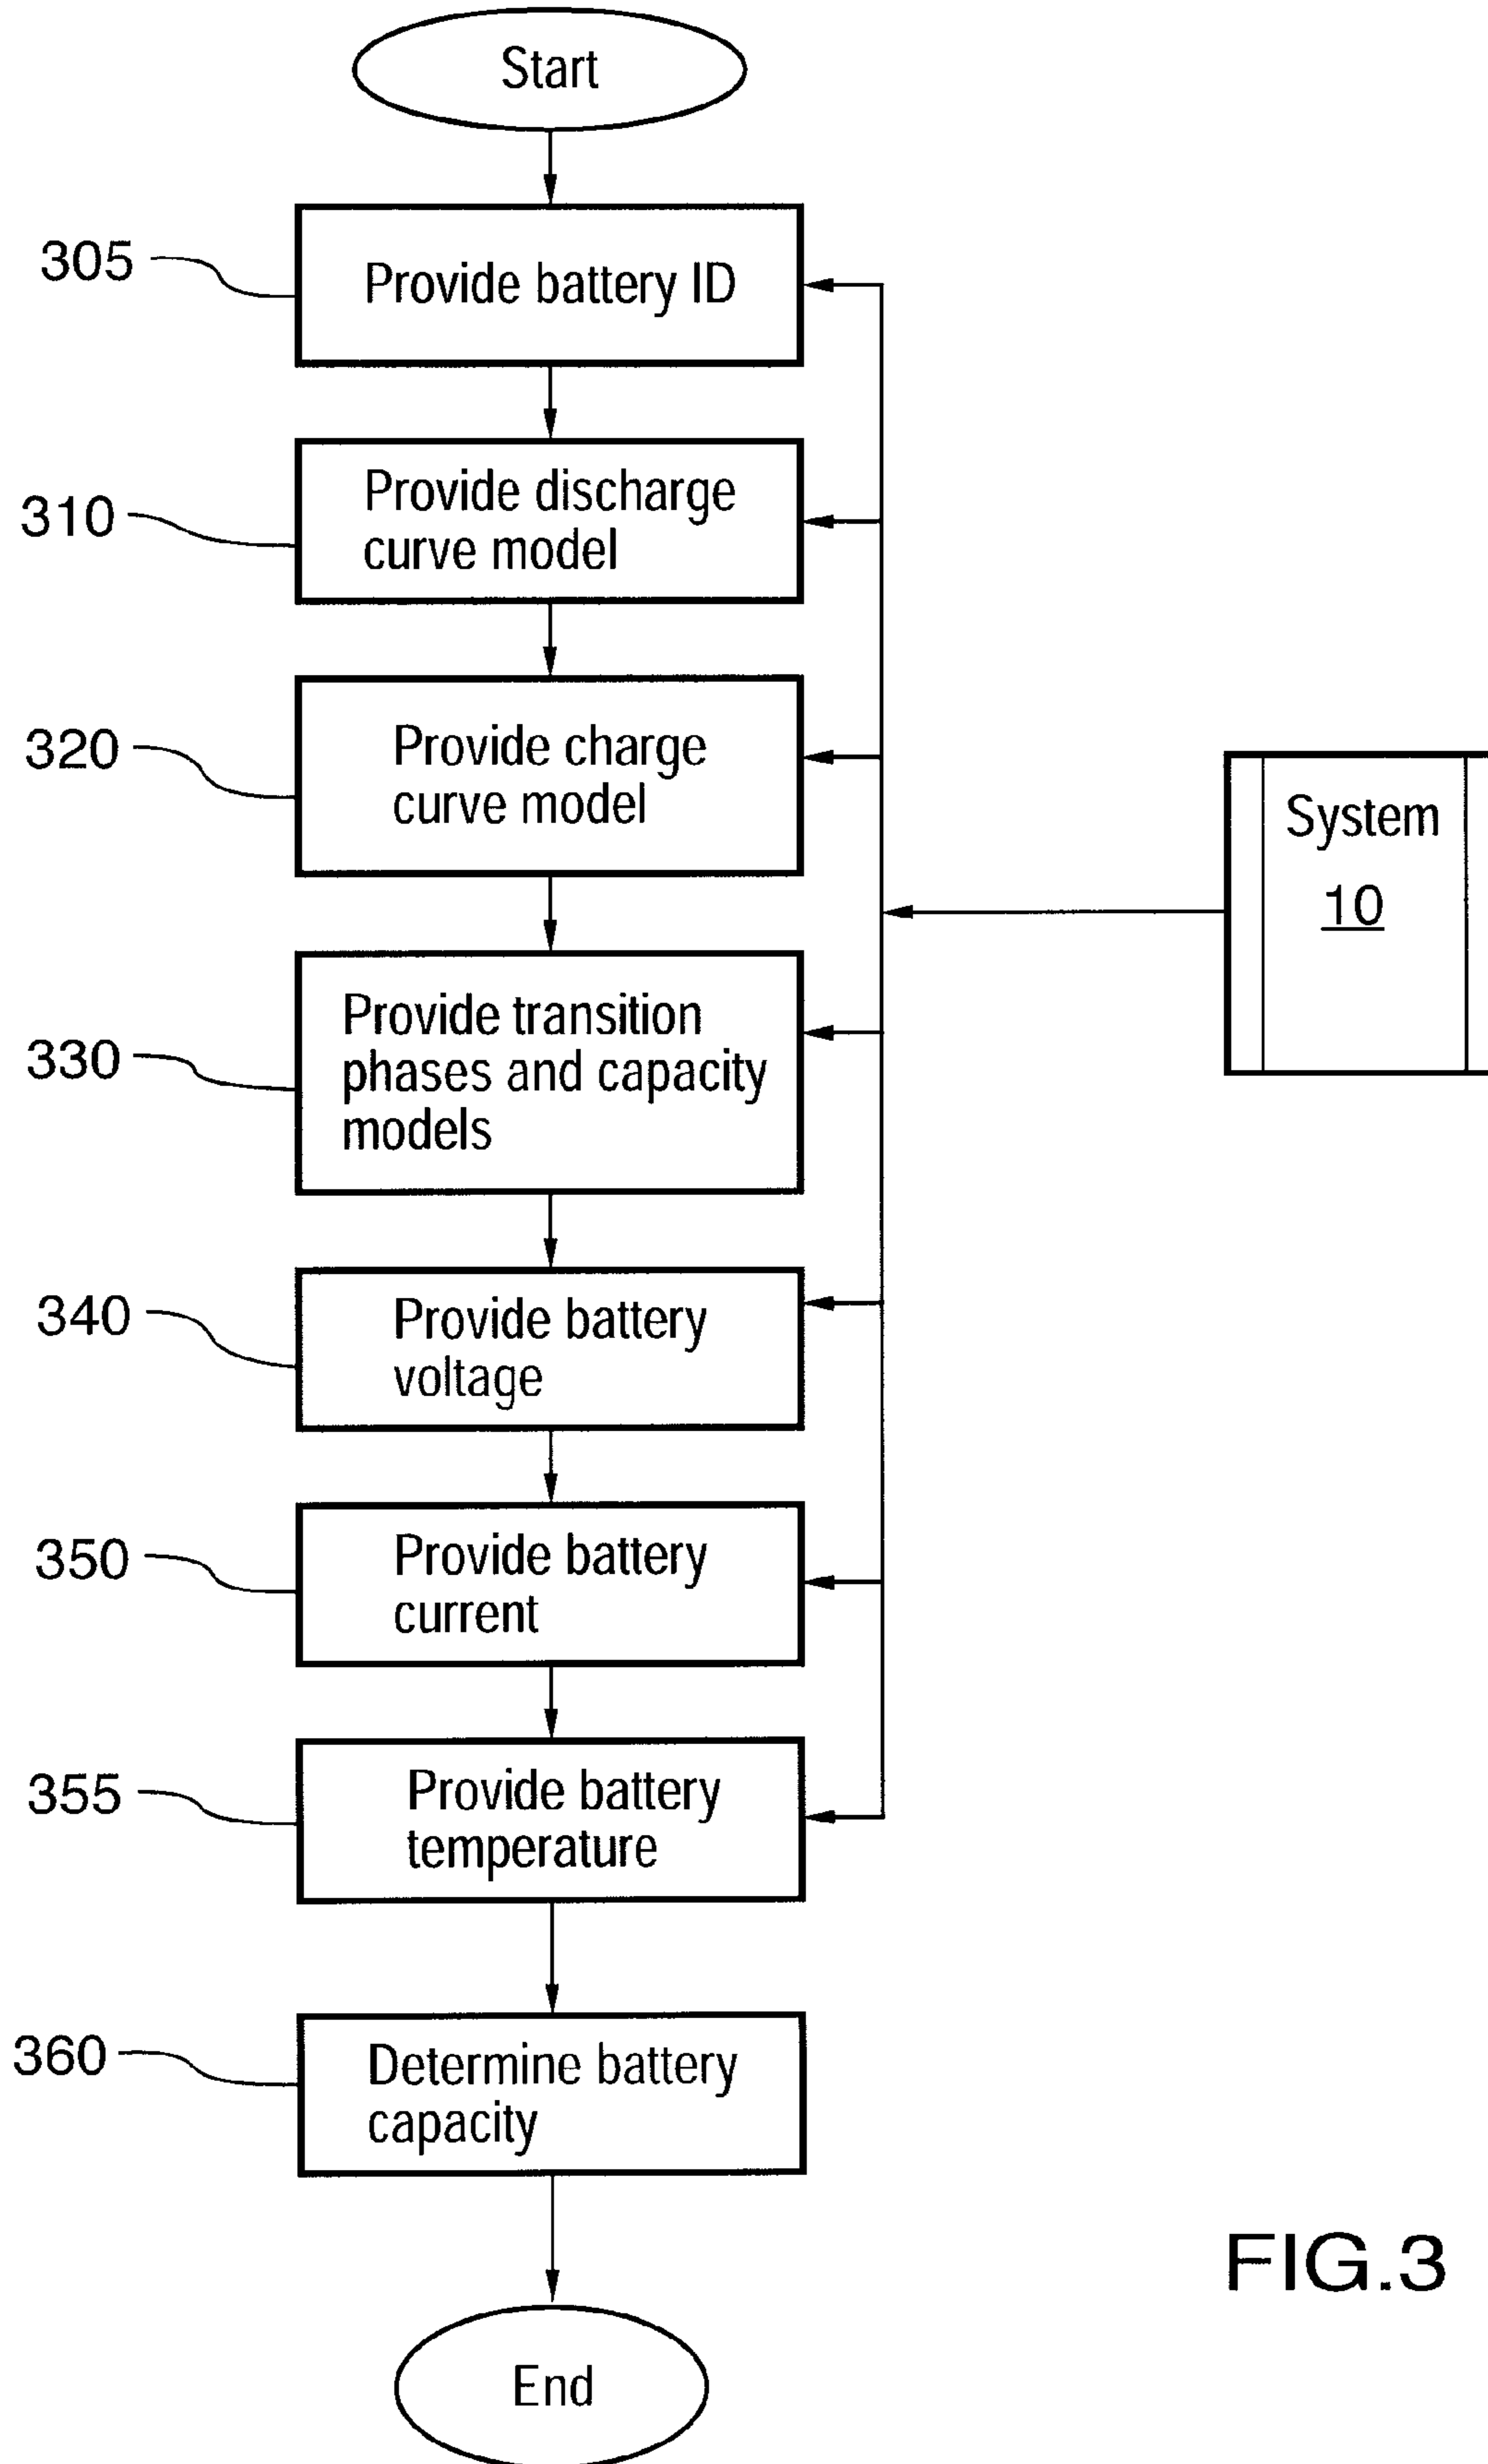 Start
305
Provide battery ID
310
Provide discharge
curve model
320
Provide charge
curve model
System
10
330
Provide transition
phases and capacity
models
340
Provide battery
voltage
350
Provide battery
current
355
Provide battery
temperature
360
Determine battery
capacity
FIG.3
End